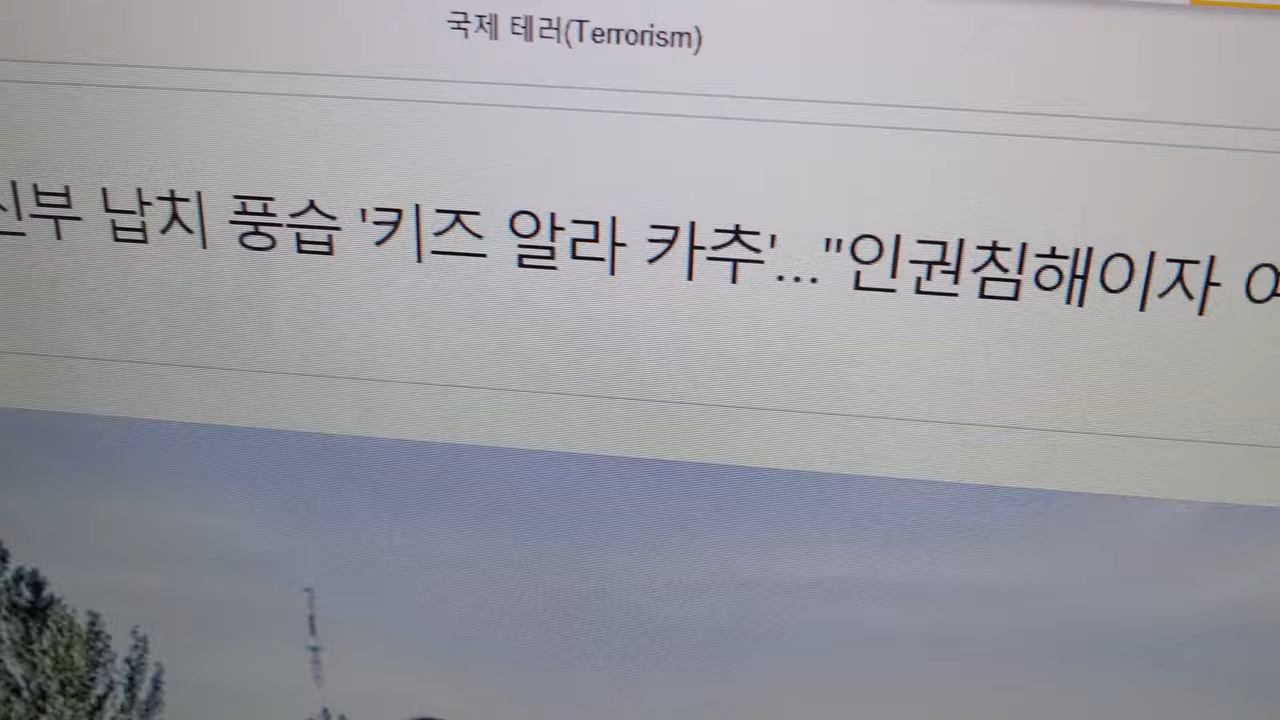 국제 테러(Terrorism)
신부 납치 풍습 '키즈 알라 카추'..."인권침해이자